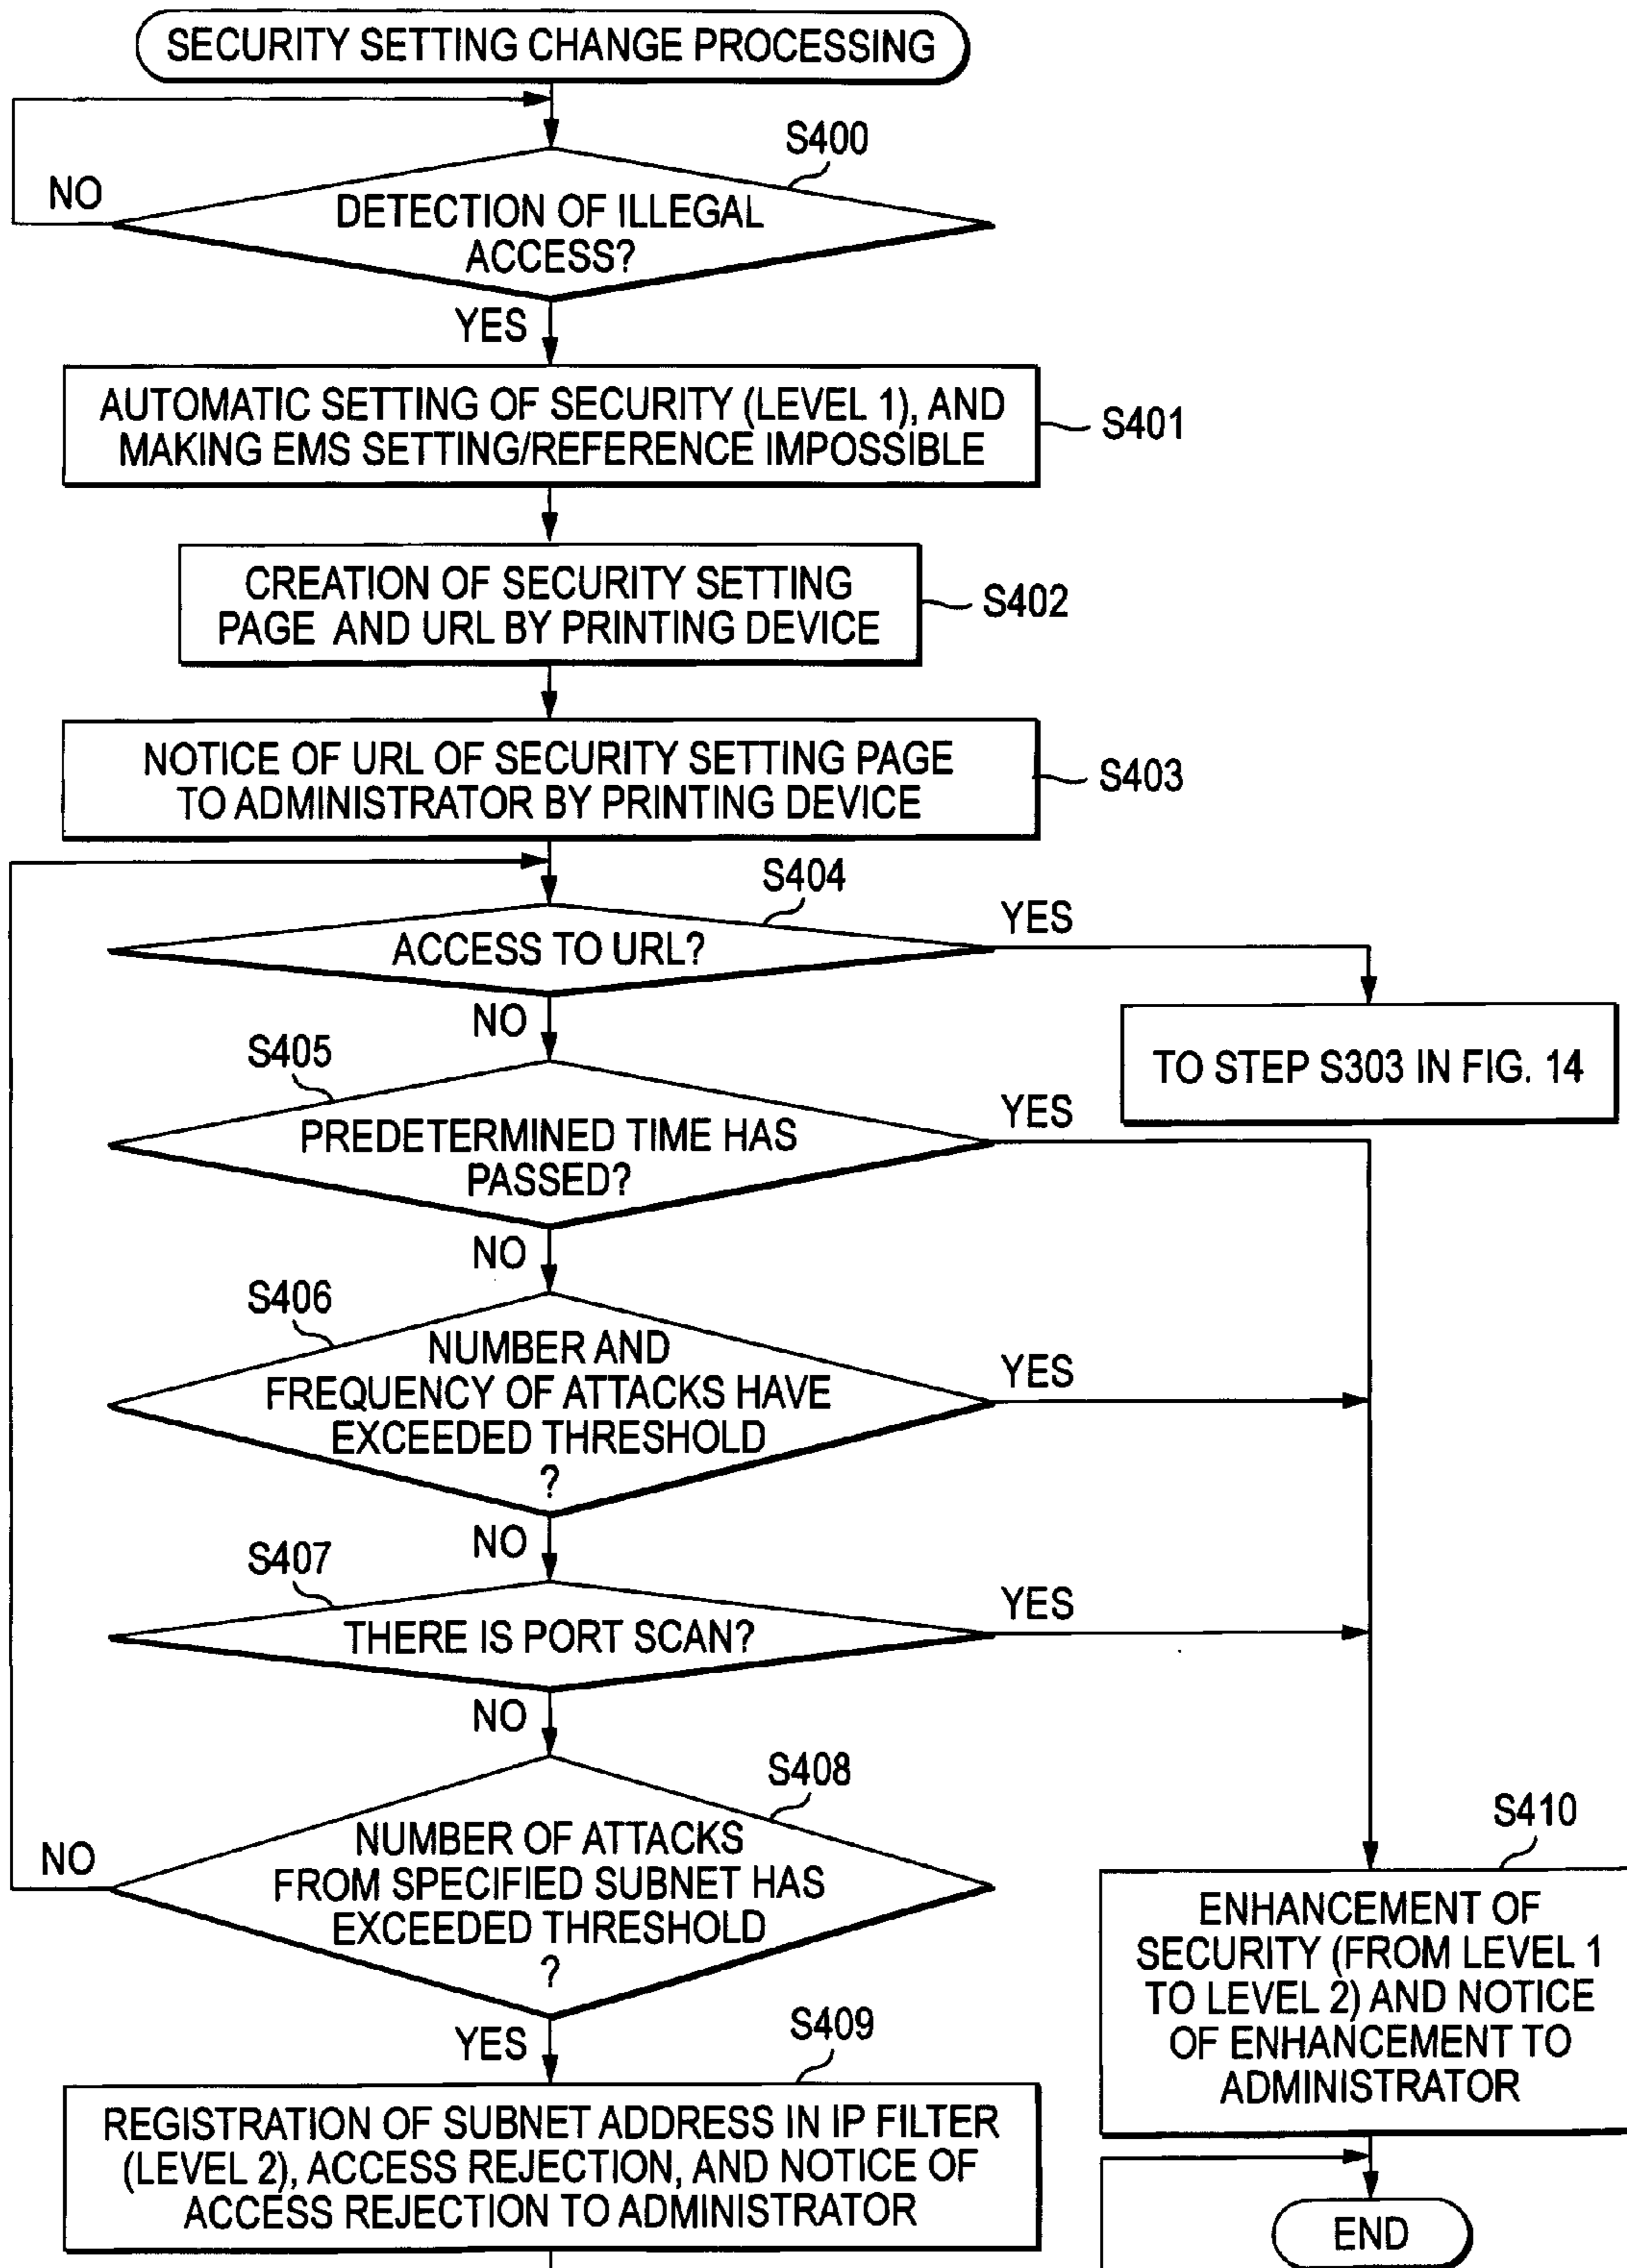 SECURITY SETTING CHANGE PROCESSING
S400
NO
DETECTION OF ILLEGAL
ACCESS?
YES
AUTOMATIC SETTING OF SECURITY (LEVEL 1), AND
MAKING EMS SETTING/REFERENCE IMPOSSIBLE
S401
CREATION OF SECURITY SETTING
PAGE AND URL BY PRINTING DEVICE
S402
NOTICE OF URL OF SECURITY SETTING PAGE
TO ADMINISTRATOR BY PRINTING DEVICE
S403
S404
ACCESS TO URL?
YES
NO
TO STEP S303 IN FIG. 14
S405
PREDETERMINED TIME HAS
PASSED?
YES
NO
S406
NUMBER AND
FREQUENCY OF ATTACKS HAVE
EXCEEDED THRESHOLD
?
YES
NO
S407
THERE IS PORT SCAN?
YES
NO
S408
NUMBER OF ATTACKS
FROM SPECIFIED SUBNET HAS
EXCEEDED THRESHOLD
?
NO
YES
S409
REGISTRATION OF SUBNET ADDRESS IN IP FILTER
(LEVEL 2), ACCESS REJECTION, AND NOTICE OF
ACCESS REJECTION TO ADMINISTRATOR
S410
ENHANCEMENT OF
SECURITY (FROM LEVEL 1
TO LEVEL 2) AND NOTICE
OF ENHANCEMENT TO
ADMINISTRATOR
END